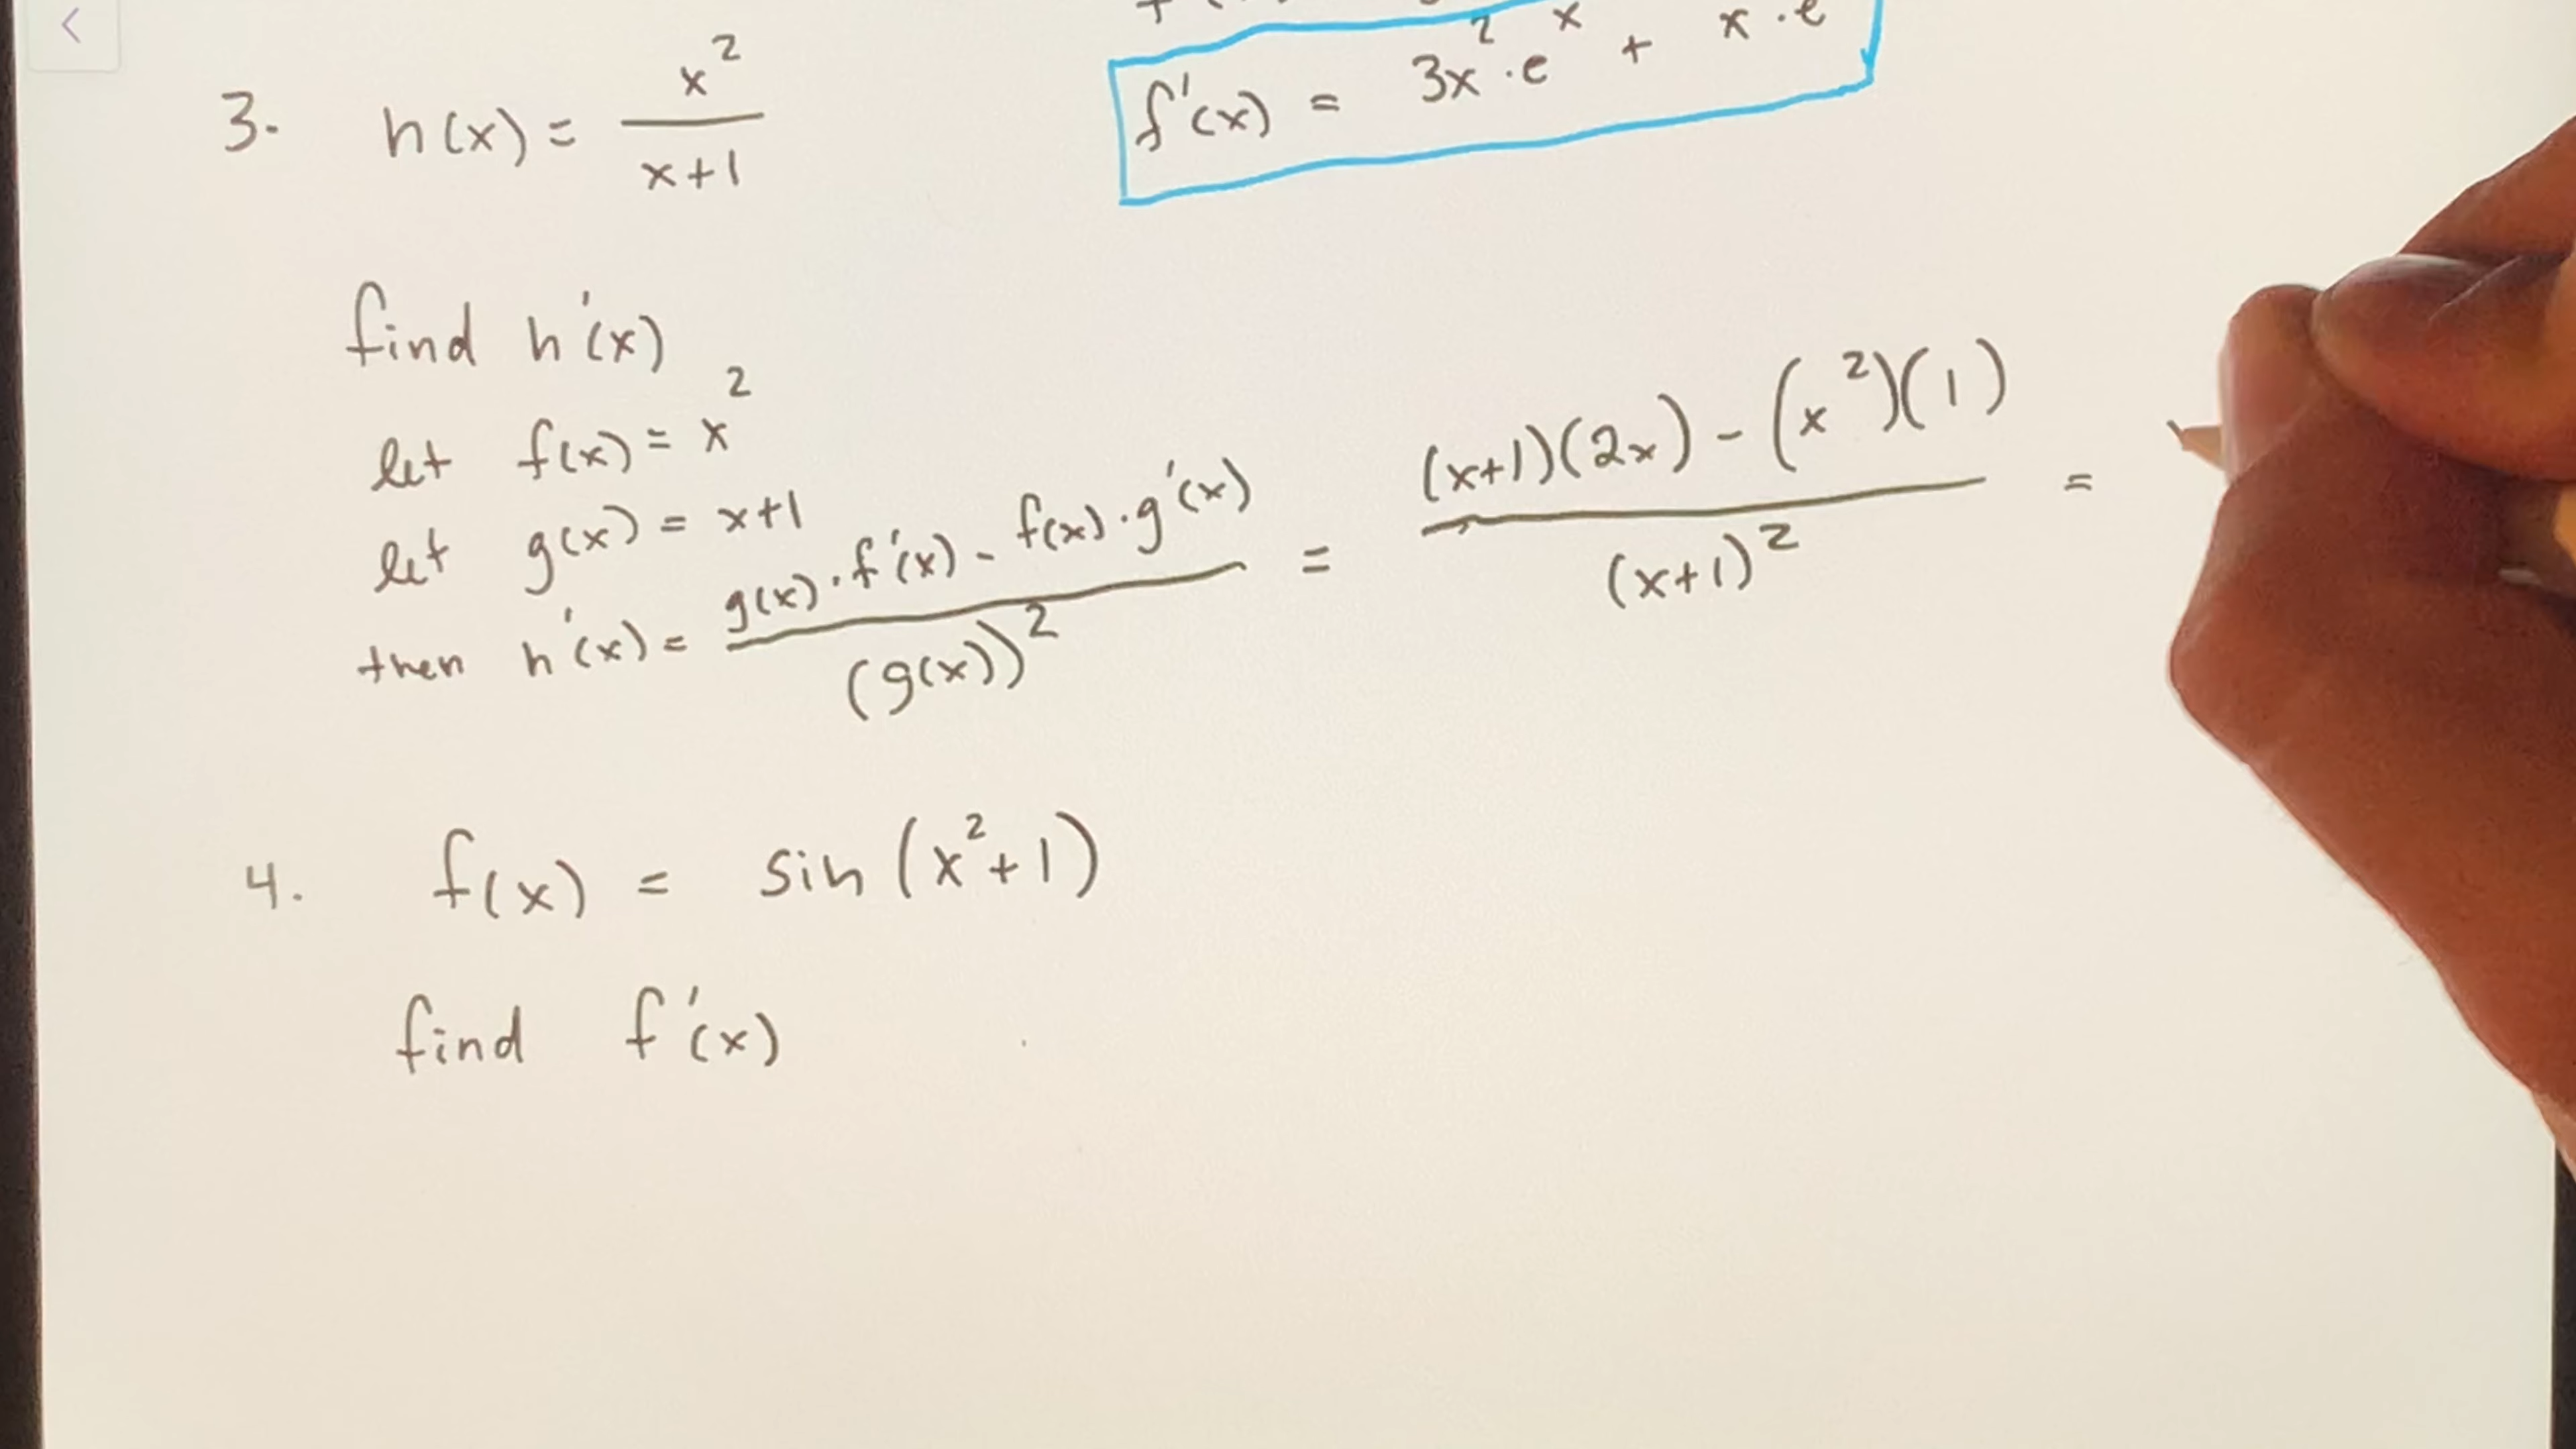 3. h(x) = x² / x+1
f'(x) = 3x² · e^x + x · e
find h'(x)
let f(x) = x²
let g(x) = x+1
then h'(x) = g(x) · f'(x) - f(x) · g'(x) / (g(x))² = (x+1)(2x) - (x²)(1) / (x+1)² =
4. f(x) = sin (x²+1)
find f'(x)